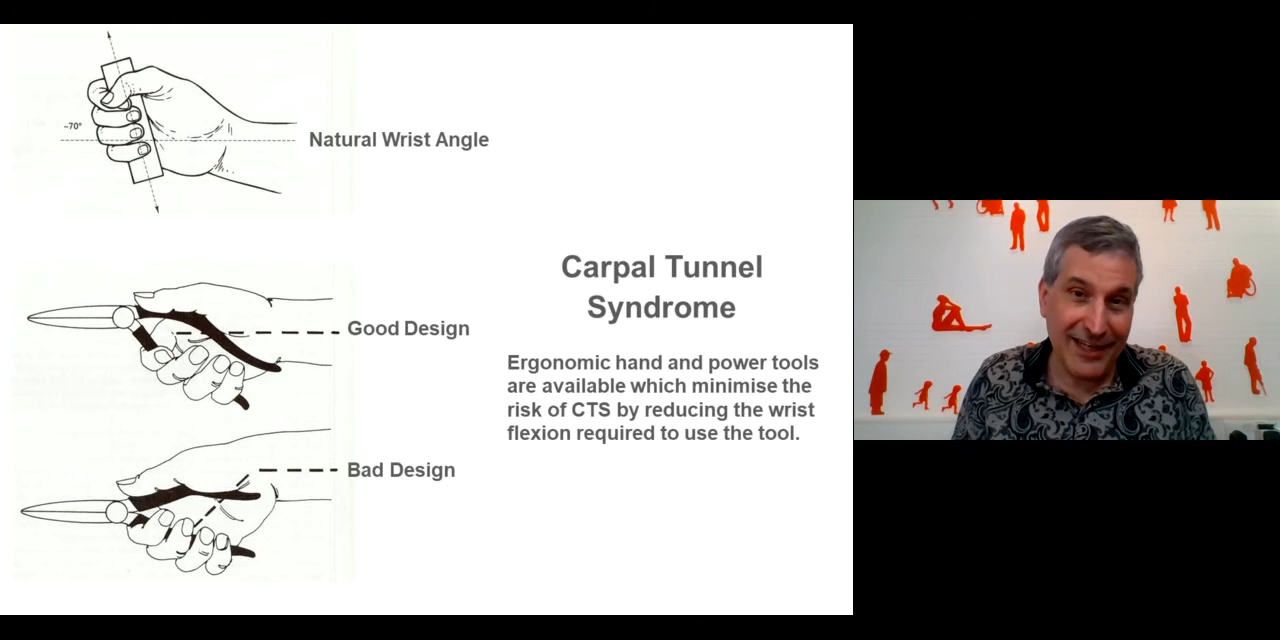 ~70°
Natural Wrist Angle
Good Design
Bad Design
Carpal Tunnel
Syndrome
Ergonomic hand and power tools
are available which minimise the
risk of CTS by reducing the wrist
flexion required to use the tool.